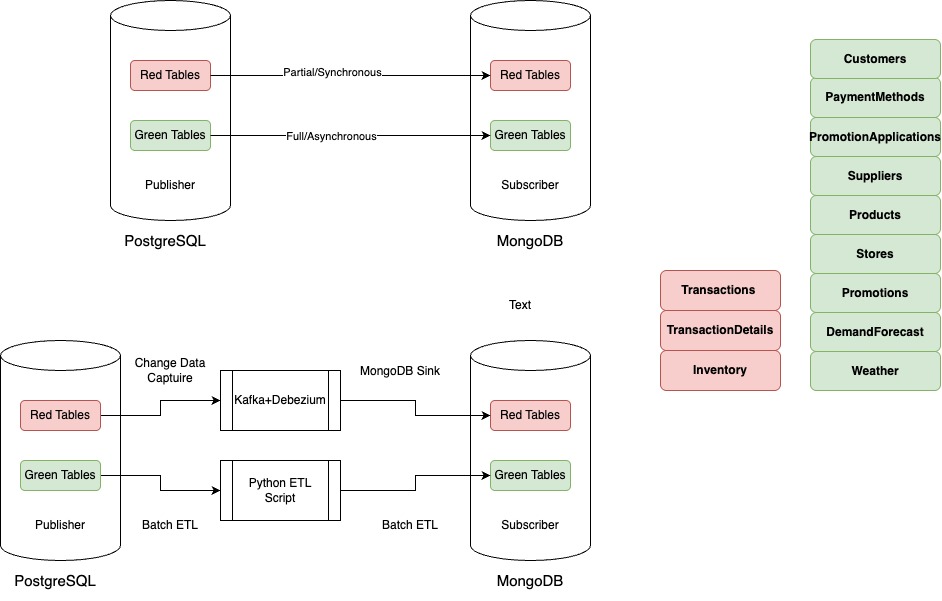 Red Tables
Partial/Synchronous
Red Tables
Green Tables
Full/Asynchronous
Green Tables
Publisher
Subscriber
PostgreSQL
MongoDB
Customers
PaymentMethods
PromotionApplications
Suppliers
Products
Stores
Promotions
DemandForecast
Weather
Transactions
TransactionDetails
Inventory
Text
Change Data
Captuire
MongoDB Sink
Red Tables
Kafka+Debezium
Red Tables
Green Tables
Python ETL
Script
Green Tables
Publisher
Batch ETL
Batch ETL
Subscriber
PostgreSQL
MongoDB